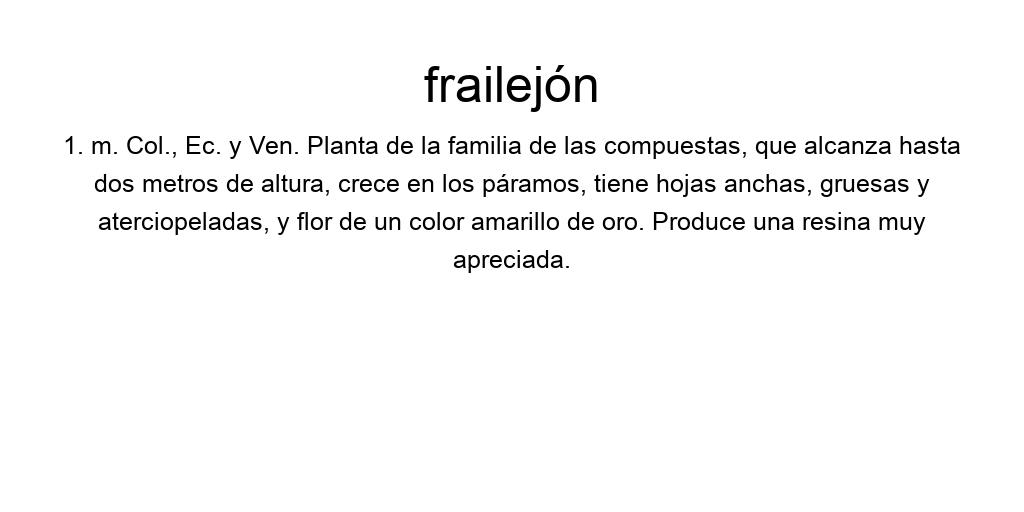 frailejón
1. m. Col., Ec. y Ven. Planta de la familia de las compuestas, que alcanza hasta
dos metros de altura, crece en los páramos, tiene hojas anchas, gruesas y
aterciopeladas, y flor de un color amarillo de oro. Produce una resina muy
apreciada.